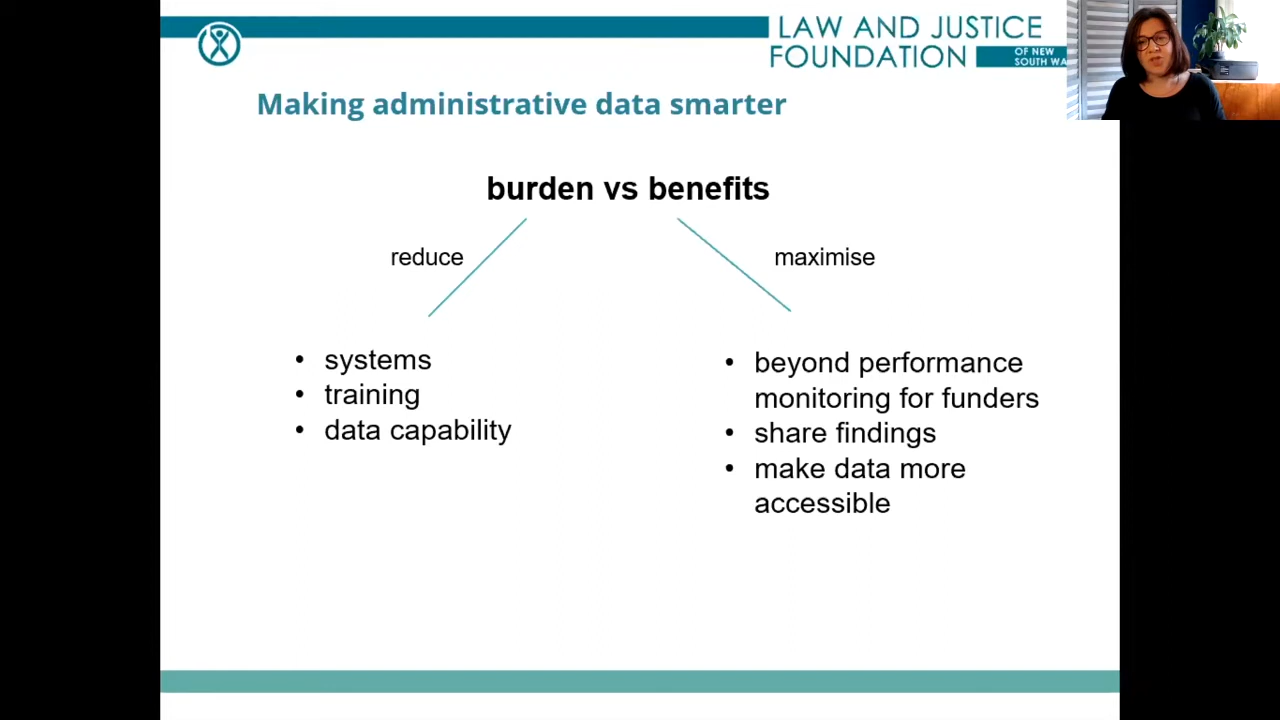 LAW AND JUSTICE
FOUNDATION
OF NEW
SOUTH WA
Making administrative data smarter
burden vs benefits
reduce
maximise
• systems
• training
• data capability
• beyond performance
monitoring for funders
• share findings
• make data more
accessible